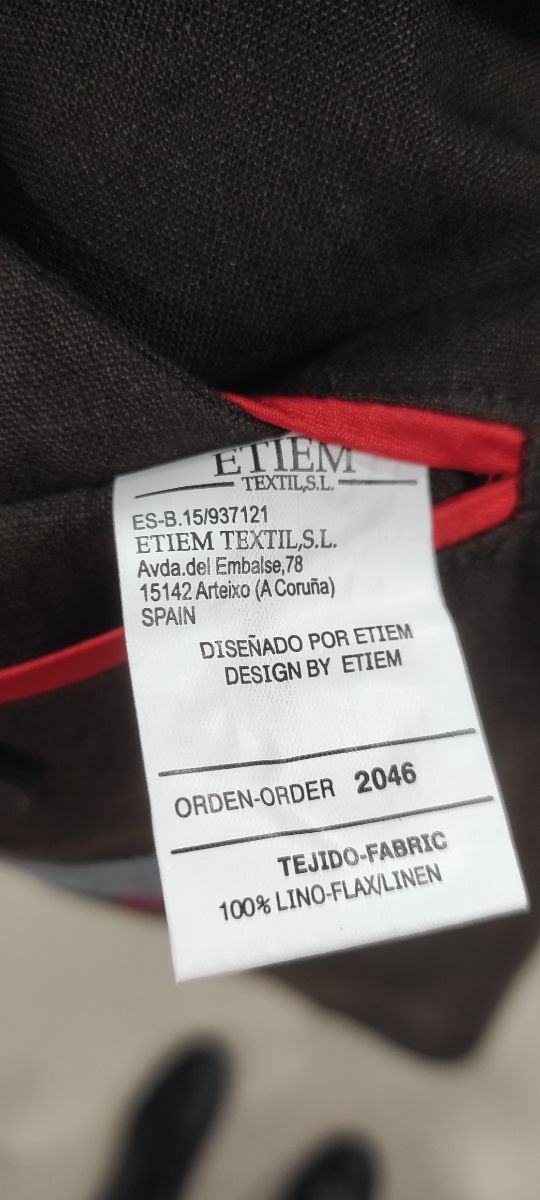 ETIEM
TEXTIL,S.L.
ES-B.15/937121
ETIEM TEXTIL,S.L.
Avda.del Embalse,78
15142 Arteixo (A Coruña)
SPAIN
DISEÑADO POR ETIEM
DESIGN BY ETIEM
ORDEN-ORDER 2046
TEJIDO-FABRIC
100% LINO-FLAX/LINEN